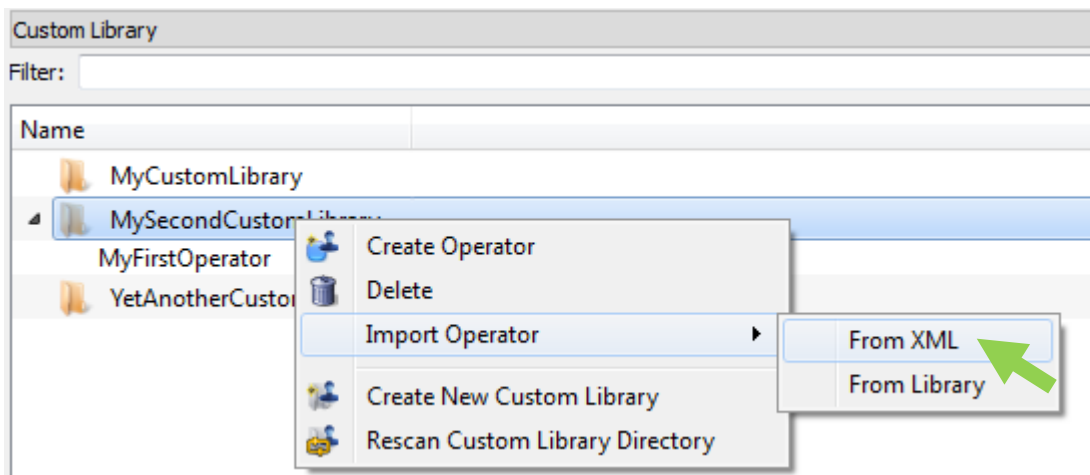 Custom Library
Filter:
Name
MyCustomLibrary
MySecondCustomLibrary
Create Operator
MyFirstOperator
Delete
YetAnotherCusto
Import Operator
From XML
From Library
Create New Custom Library
Rescan Custom Library Directory